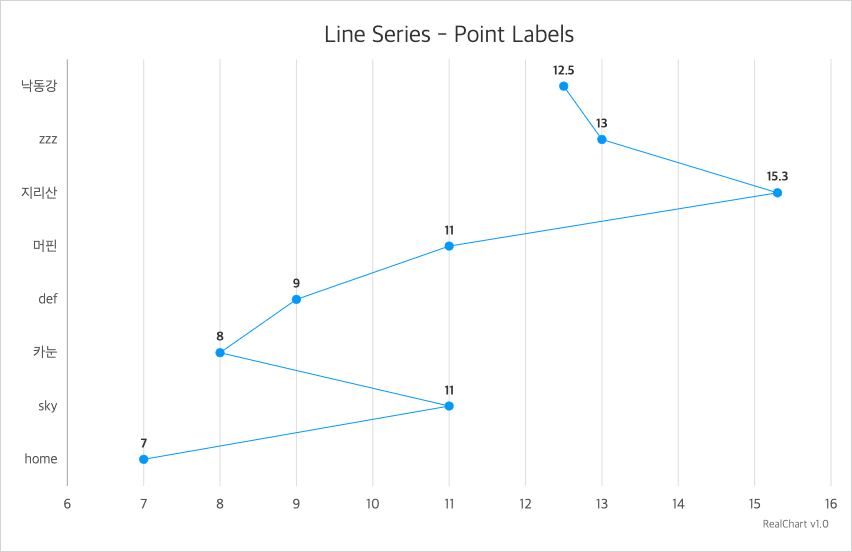 Line Series - Point Labels
낙동강
12.5
zzz
13
지리산
15.3
머핀
11
def
9
카눈
8
sky
11
home
7
6 7 8 9 10 11 12 13 14 15 16
RealChart v1.0